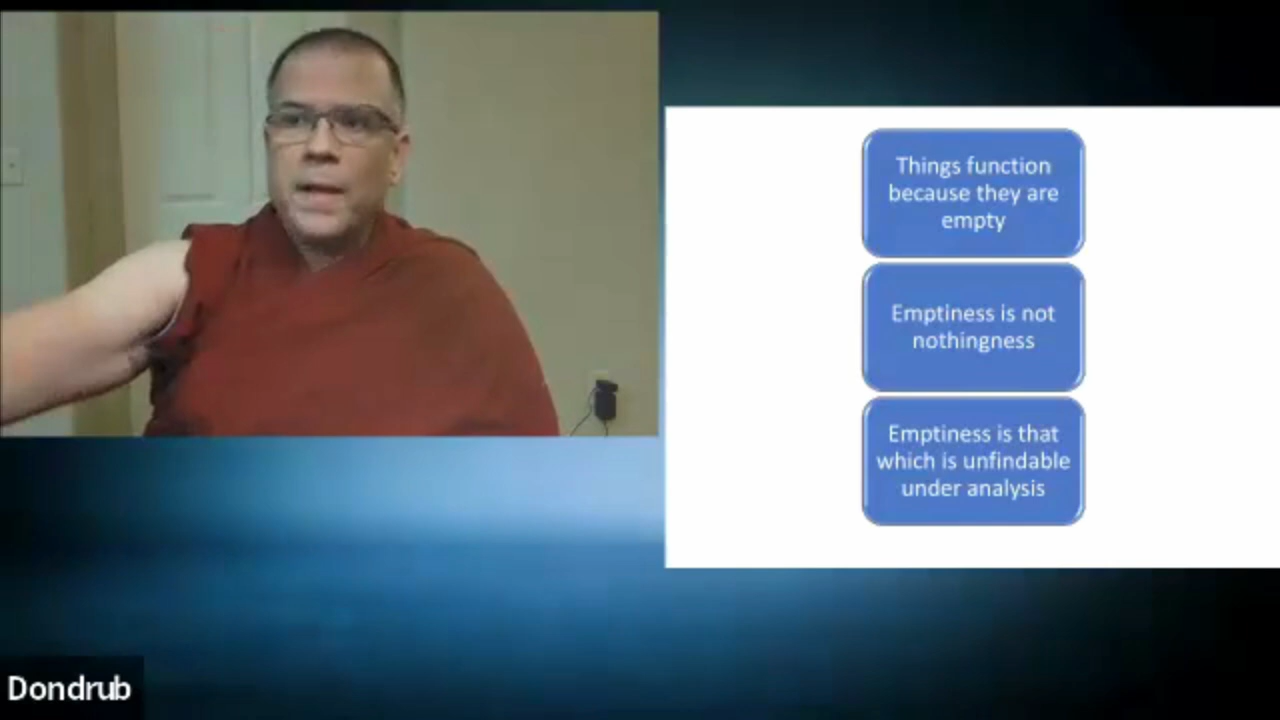 Things function
because they are
empty
Emptiness is not
nothingness
Emptiness is that
which is unfindable
under analysis
Dondrub